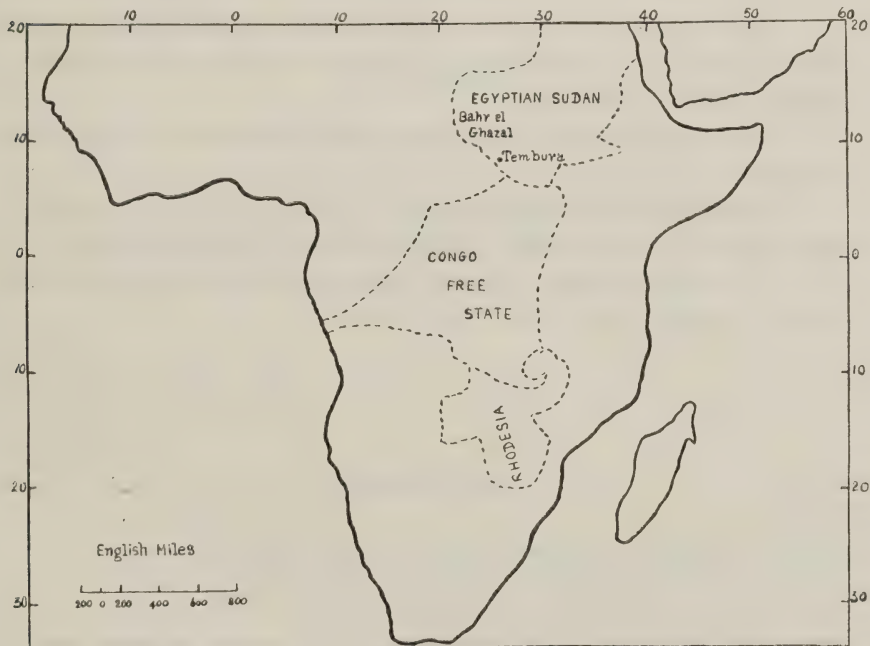 20 10 0 10 20 30 40 50 60
20
EGYPTIAN SUDAN
Bahr el
Ghazal
10 10
Tembura
0 0
CONGO
FREE
STATE
10 10
RHODESIA
20 20
English Miles
200 0 200 400 600 800
30 30